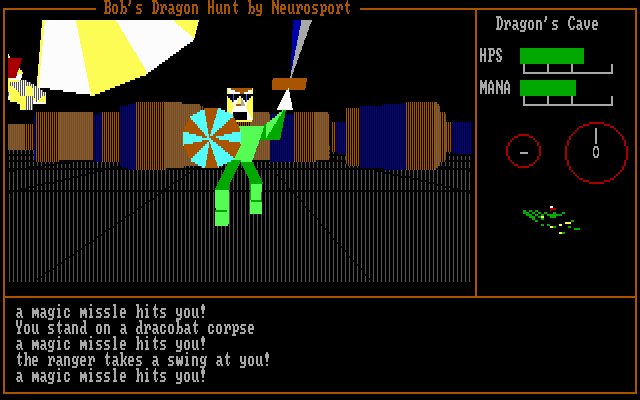 Bob's Dragon Hunt by Neurosport
Dragon's Cave
HPS
MANA
0
a magic missle hits you!
You stand on a dracobat corpse
a magic missle hits you!
the ranger takes a swing at you!
a magic missle hits you!